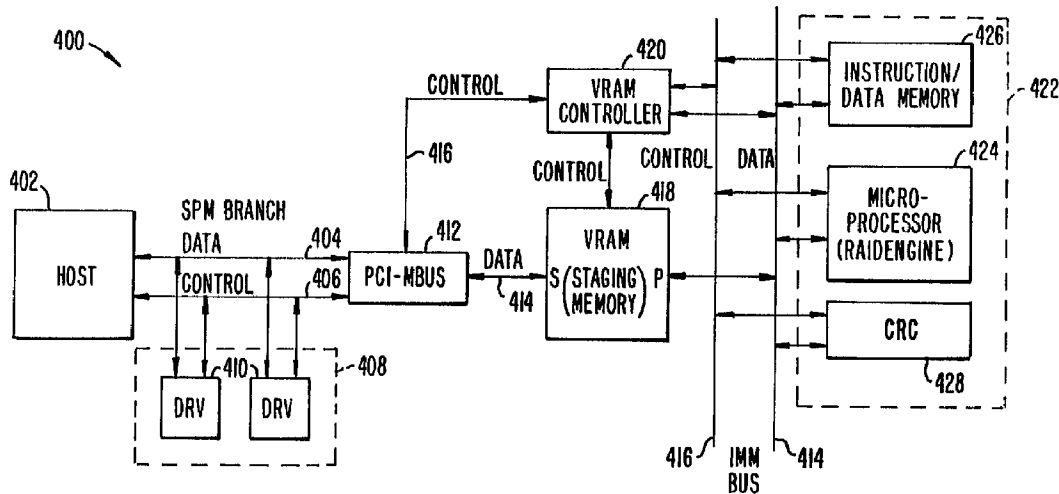 400
420
VRAM
CONTROLLER
CONTROL
416
CONTROL
CONTROL
DATA
426
INSTRUCTION/
DATA MEMORY
422
424
MICRO-
PROCESSOR
(RAIDENGINE)
402
HOST
SPM BRANCH
DATA
404
CONTROL
406
412
PCI-MBUS
DATA
414
418
VRAM
S (STAGING MEMORY) P
CRC
428
410
408
DRV
DRV
416
IMM
BUS
414